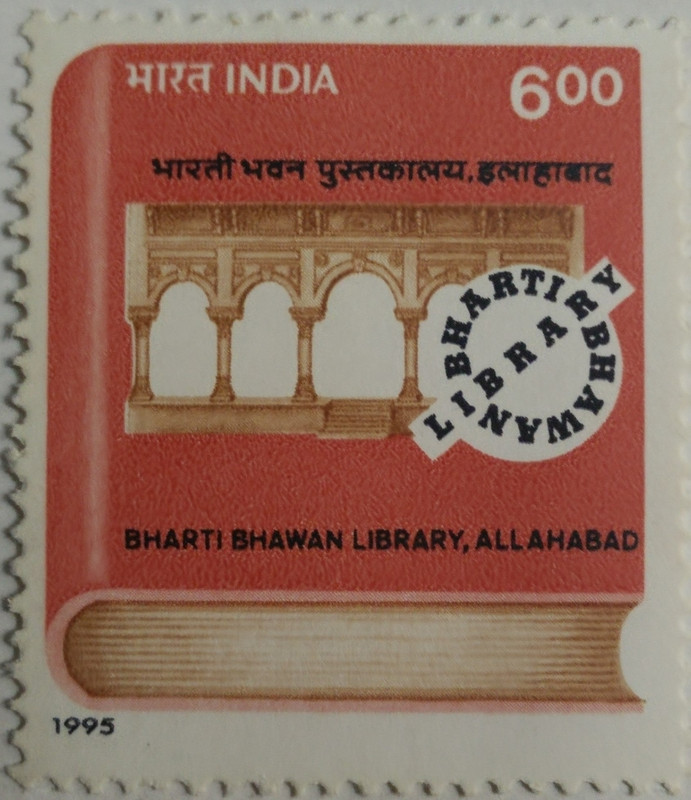 भारत INDIA 600
भारती भवन पुस्तकालय, इलाहाबाद
BHARTI BHAWAN
LIBRARY
BHARTI BHAWAN LIBRARY, ALLAHABAD
1995